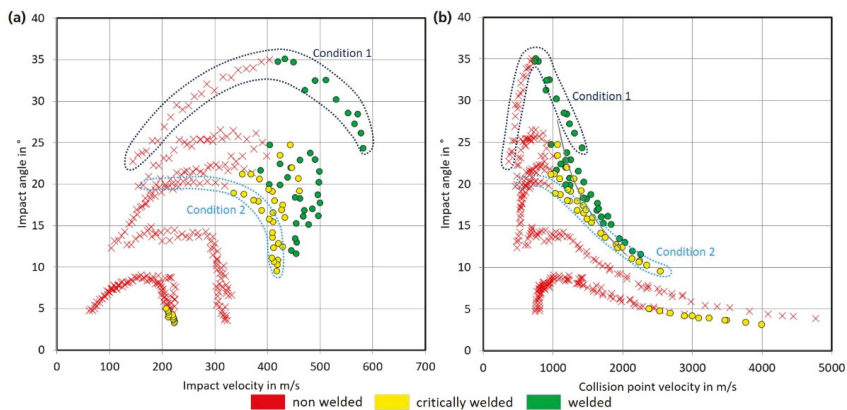 (a)
40
35
30
25
20
15
10
5
0
Impact angle in °
Condition 1
Condition 2
0 100 200 300 400 500 600 700
Impact velocity in m/s
(b)
40
35
30
25
20
15
10
5
0
Impact angle in °
Condition 1
Condition 2
0 1000 2000 3000 4000 5000
Collision point velocity in m/s
non welded critically welded welded